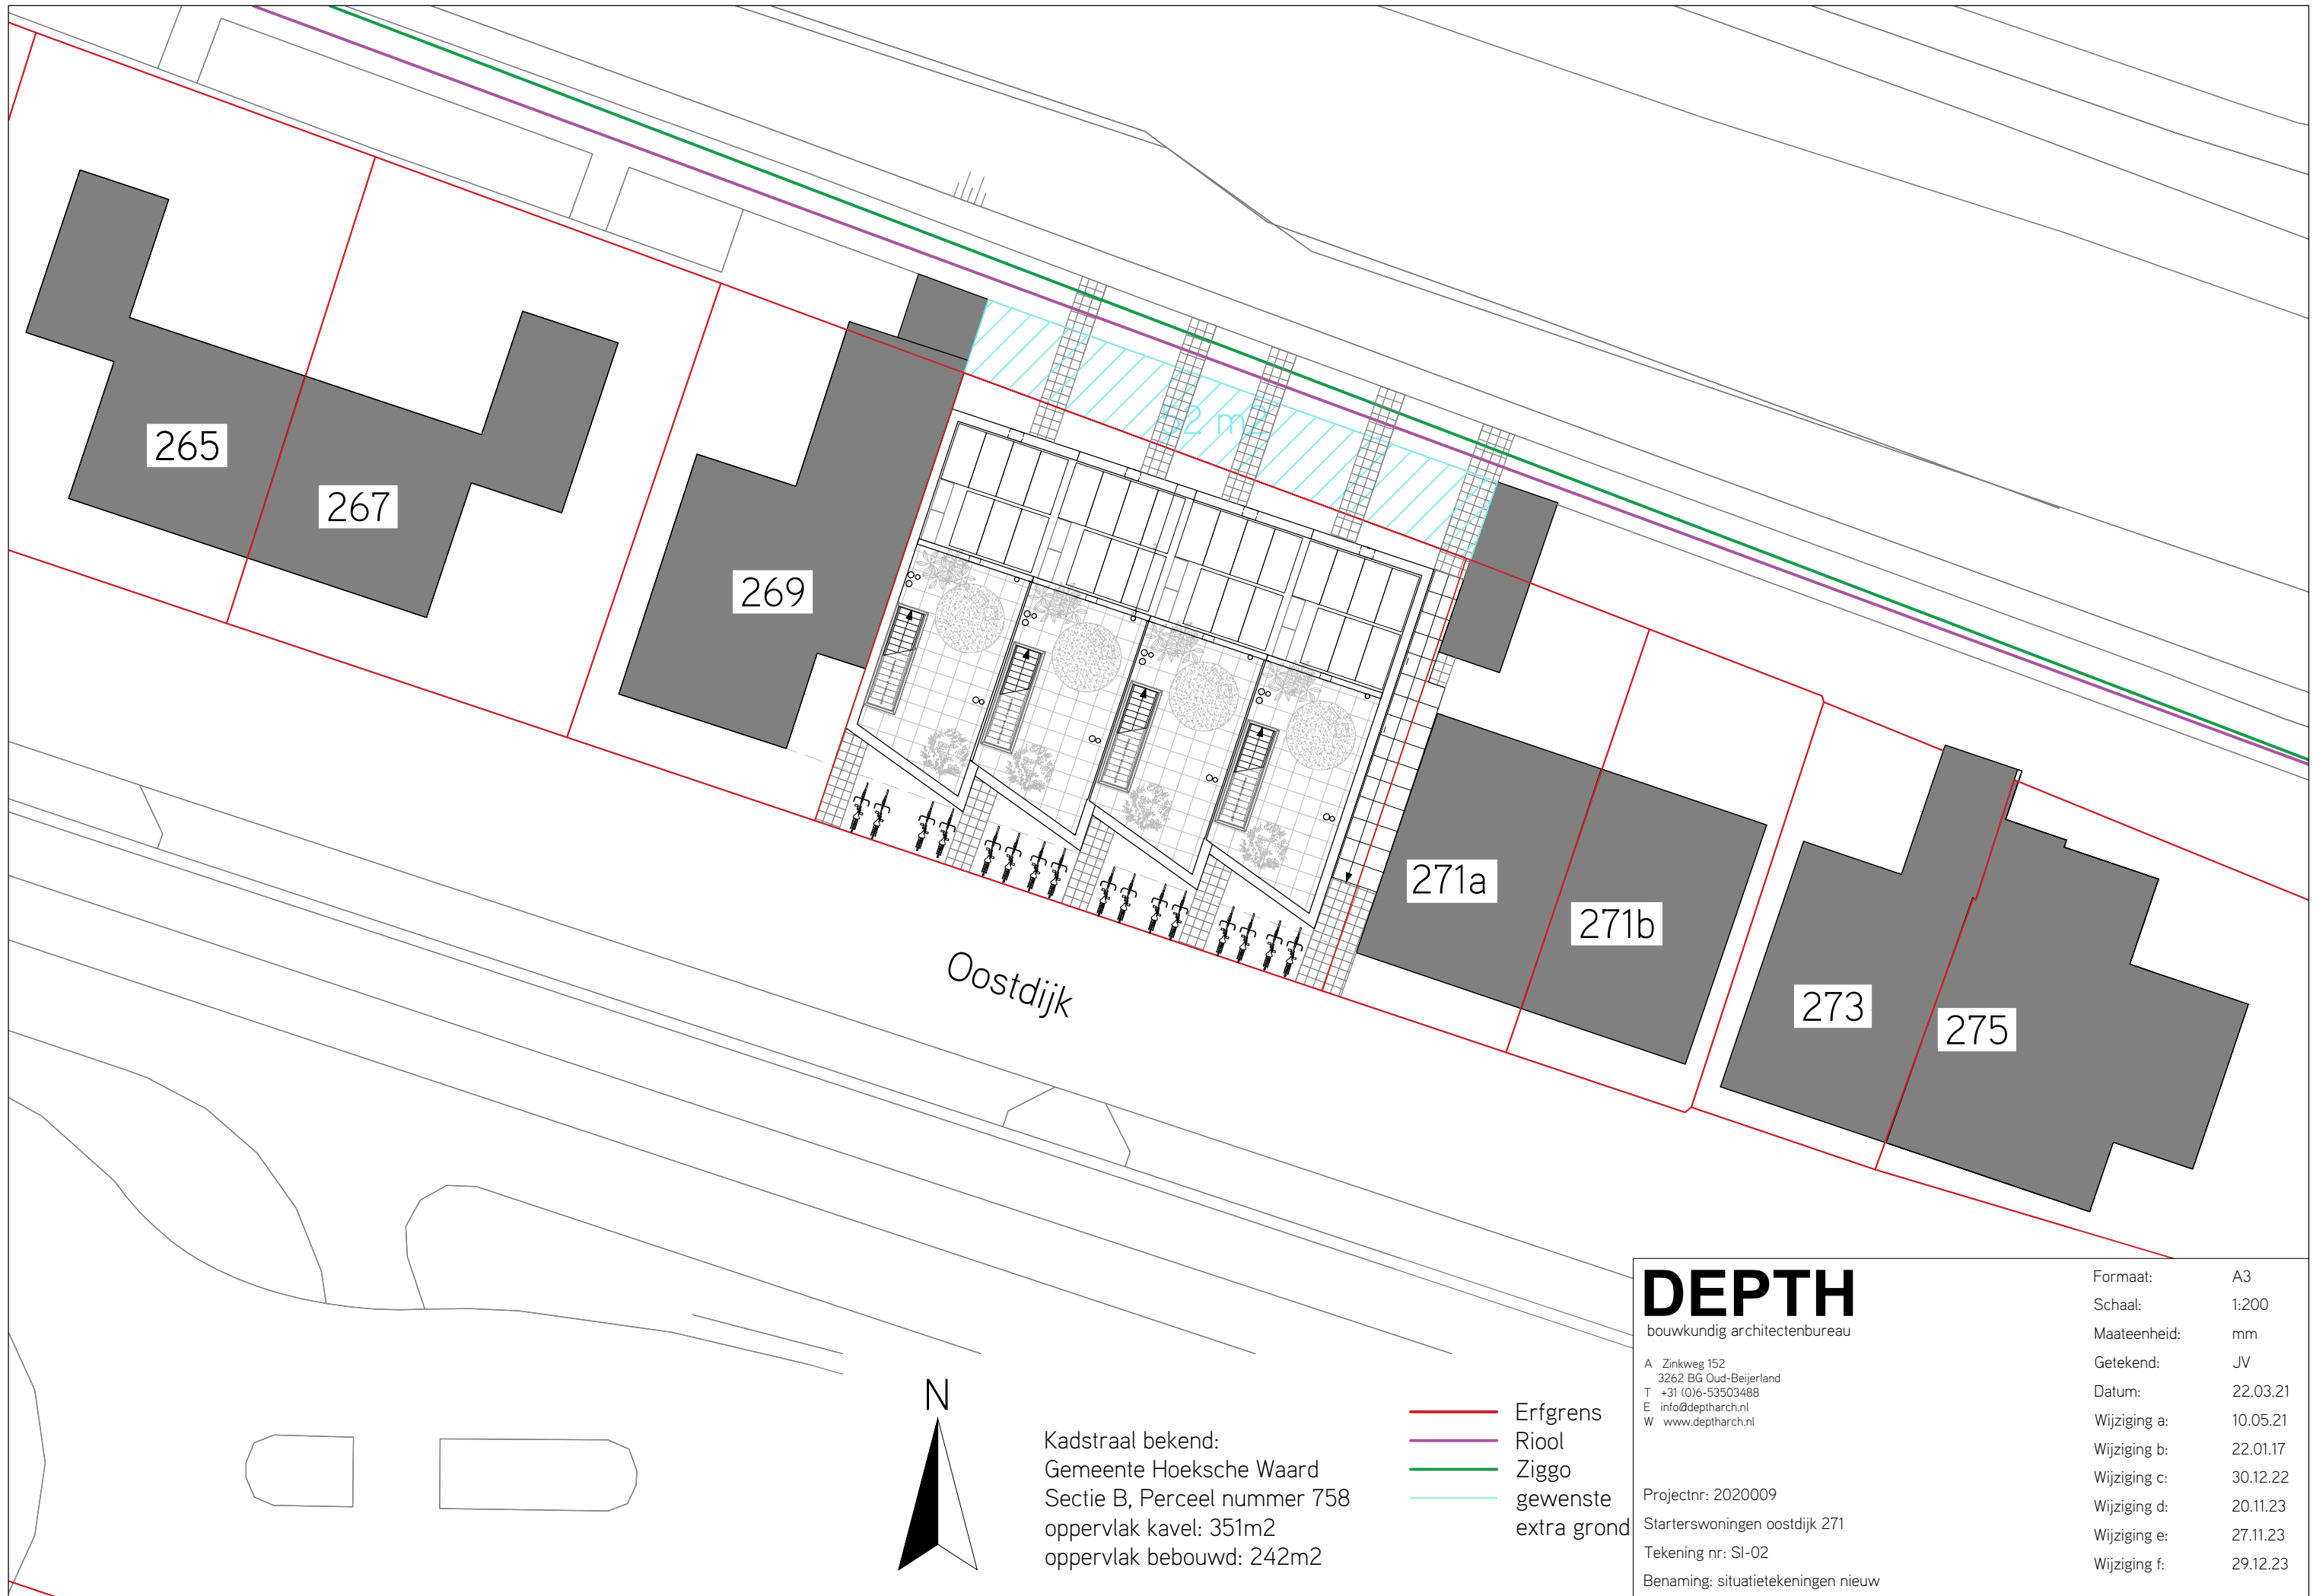 265
267
269
52 m2
271a
271b
273
275
Oostdijk
N
Kadstraal bekend:
Gemeente Hoeksche Waard
Sectie B, Perceel nummer 758
oppervlak kavel: 351m2
oppervlak bebouwd: 242m2
Erfgrens
Riool
Ziggo
gewenste
extra grond
DEPTH
bouwkundig architectenbureau
A Zinkweg 152
3262 BG Oud-Beijerland
T +31 (0)6-53503488
E info@deptharch.nl
W www.deptharch.nl
Projectnr: 2020009
Starterswoningen oostdijk 271
Tekening nr: SI-02
Benaming: situatietekeningen nieuw
Formaat: A3
Schaal: 1:200
Maateenheid: mm
Getekend: JV
Datum: 22.03.21
Wijziging a: 10.05.21
Wijziging b: 22.01.17
Wijziging c: 30.12.22
Wijziging d: 20.11.23
Wijziging e: 27.11.23
Wijziging f: 29.12.23